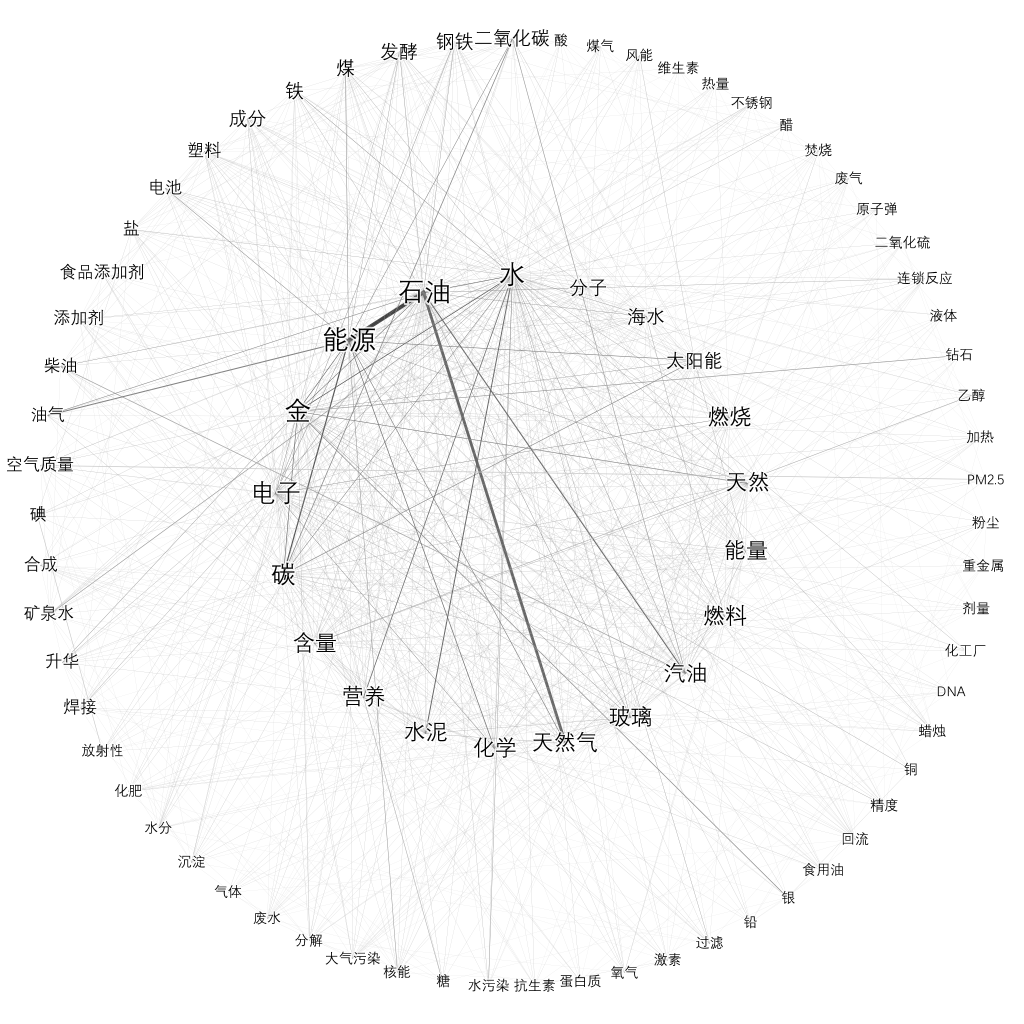 二氧化碳
酸
煤气
风能
维生素
热量
不锈钢
醋
焚烧
废气
原子弹
二氧化硫
连锁反应
液体
钻石
乙醇
加热
PM2.5
粉尘
重金属
剂量
化工厂
DNA
蜡烛
铜
精度
回流
食用油
银
铅
过滤
激素
氧气
蛋白质
抗生素
水污染
糖
核能
大气污染
分解
废水
气体
沉淀
水分
化肥
放射性
焊接
升华
矿泉水
合成
碘
空气质量
油气
柴油
添加剂
食品添加剂
盐
电池
塑料
成分
铁
煤
发酵
钢铁
水
分子
海水
太阳能
燃烧
天然
能量
燃料
汽油
玻璃
天然气
化学
水泥
营养
含量
碳
电子
金
能源
石油